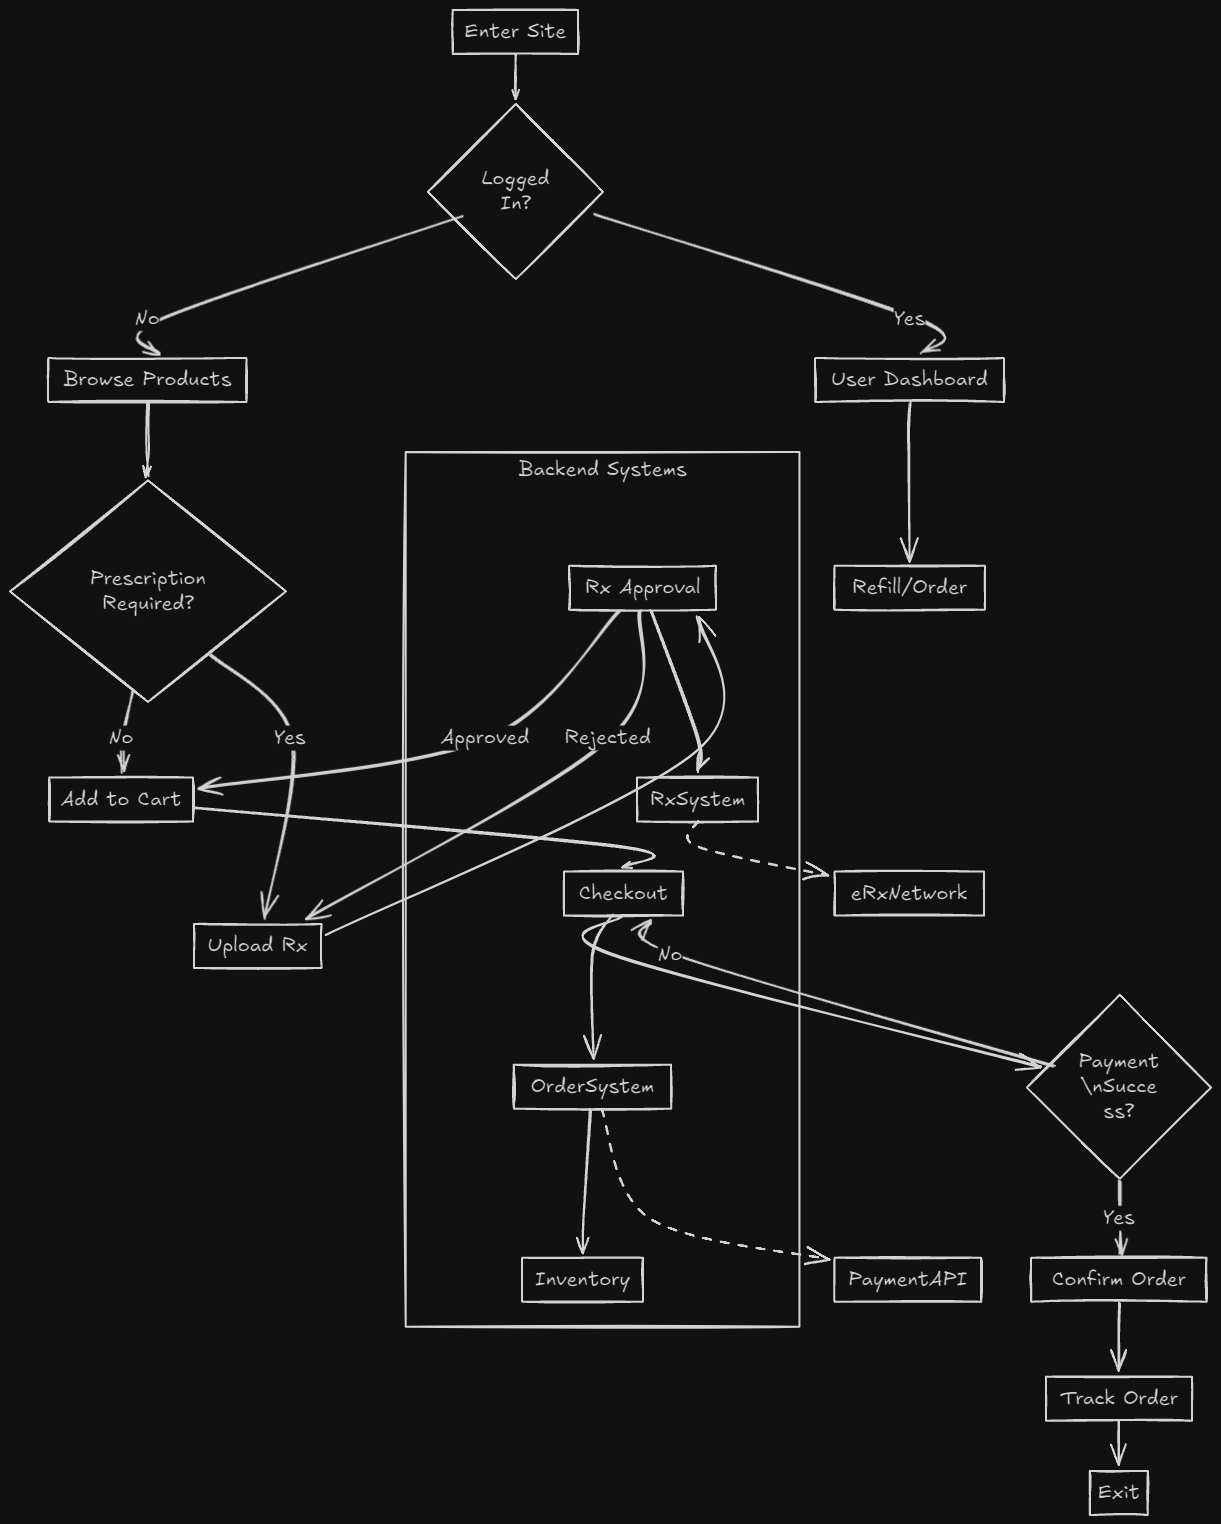 Enter Site
Logged
In?
No
Yes
Browse Products
User Dashboard
Backend Systems
Prescription
Required?
Rx Approval
Refill/Order
No
Yes
Approved
Rejected
Add to Cart
RxSystem
Checkout
eRxNetwork
Upload Rx
No
Payment
\nSucce
ss?
OrderSystem
Yes
Inventory
PaymentAPI
Confirm Order
Track Order
Exit